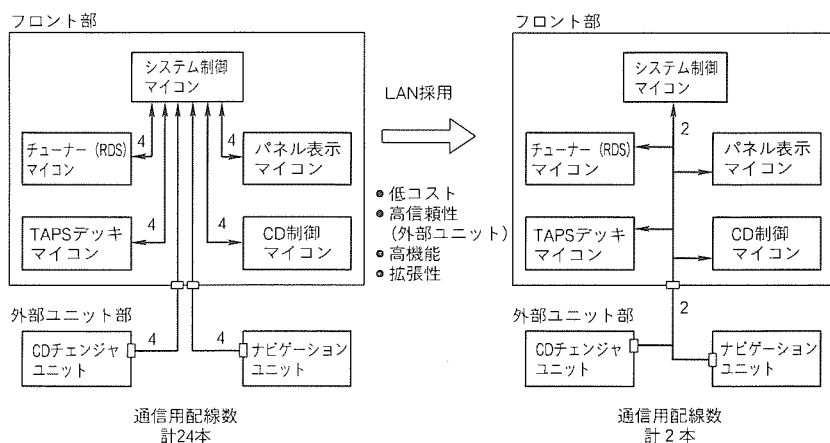 フロント部
システム制御
マイコン
4
4
チューナー(RDS)
マイコン
パネル表示
マイコン
4
4
TAPSデッキ
マイコン
CD制御
マイコン
外部ユニット部
4
4
CDチェンジャ
ユニット
ナビゲーション
ユニット
通信用配線数
計24本
LAN採用
●低コスト
●高信頼性
(外部ユニット)
●高機能
●拡張性
フロント部
システム制御
マイコン
2
チューナー(RDS)
マイコン
パネル表示
マイコン
TAPSデッキ
マイコン
CD制御
マイコン
外部ユニット部
2
CDチェンジャ
ユニット
ナビゲーション
ユニット
通信用配線数
計2本